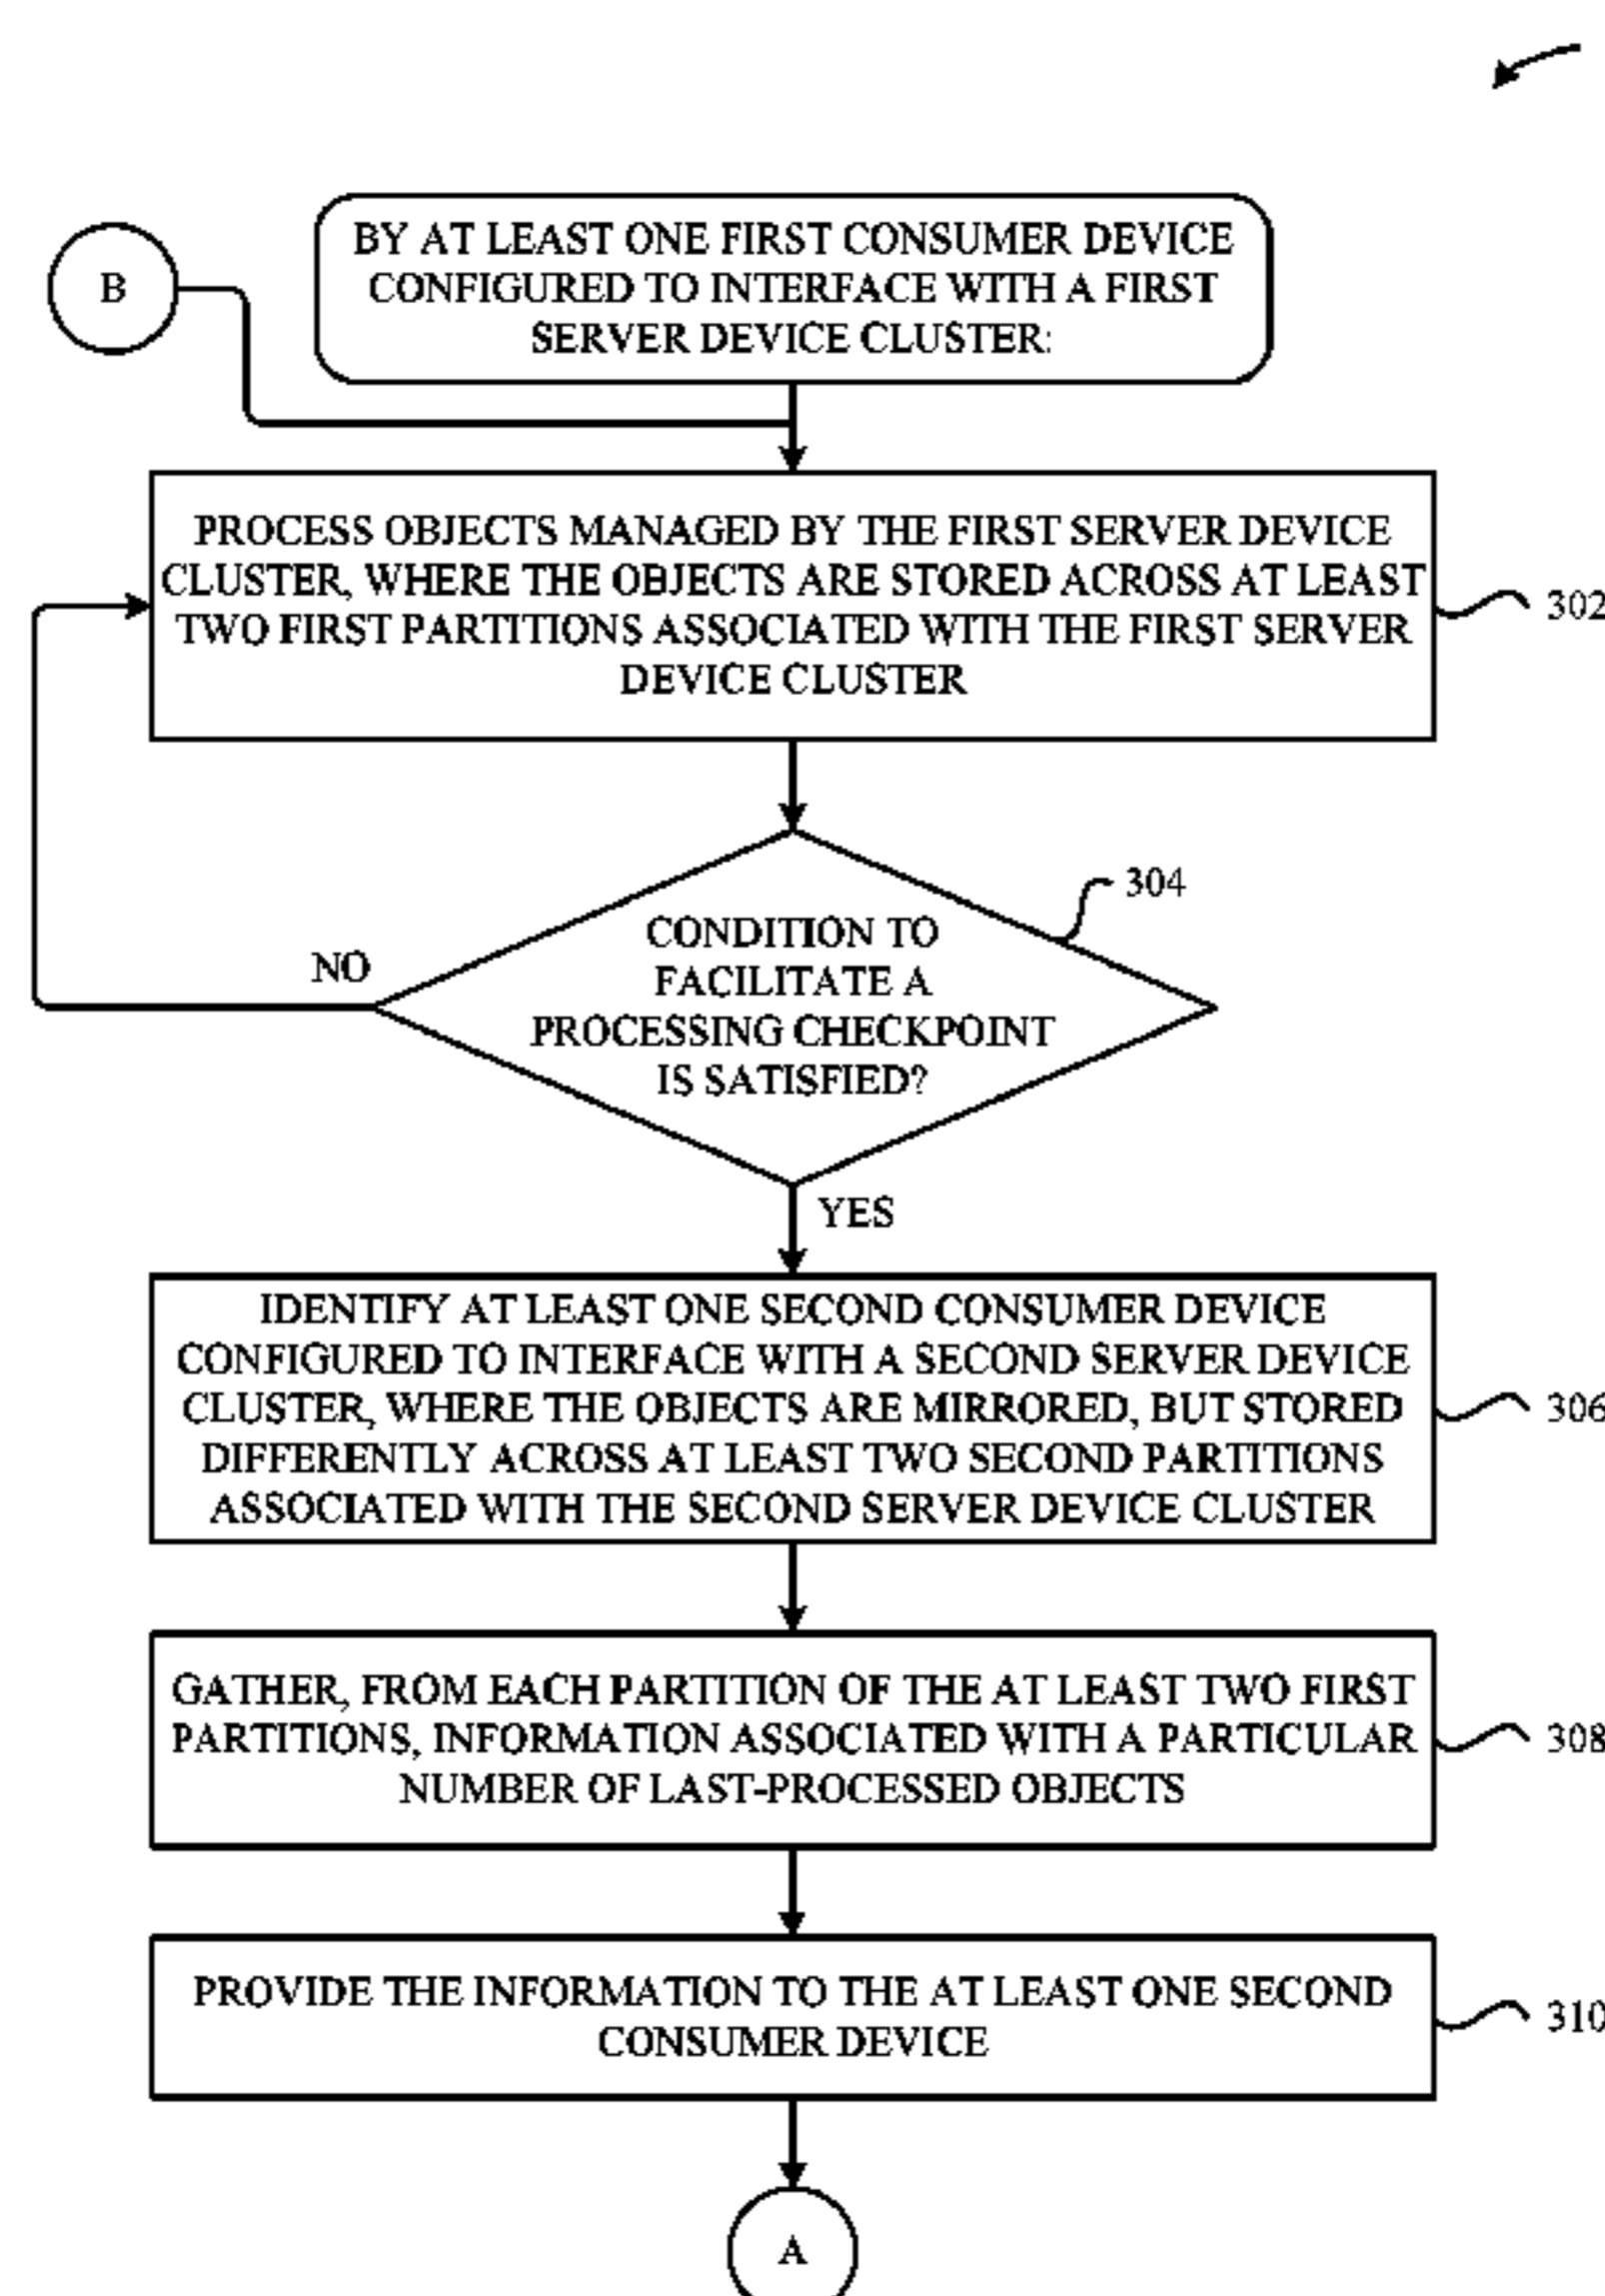 BY AT LEAST ONE FIRST CONSUMER DEVICE
CONFIGURED TO INTERFACE WITH A FIRST
SERVER DEVICE CLUSTER:
B
PROCESS OBJECTS MANAGED BY THE FIRST SERVER DEVICE
CLUSTER, WHERE THE OBJECTS ARE STORED ACROSS AT LEAST
TWO FIRST PARTITIONS ASSOCIATED WITH THE FIRST SERVER
DEVICE CLUSTER
302
304
CONDITION TO
FACILITATE A
PROCESSING CHECKPOINT
IS SATISFIED?
NO
YES
IDENTIFY AT LEAST ONE SECOND CONSUMER DEVICE
CONFIGURED TO INTERFACE WITH A SECOND SERVER DEVICE
CLUSTER, WHERE THE OBJECTS ARE MIRRORED, BUT STORED
DIFFERENTLY ACROSS AT LEAST TWO SECOND PARTITIONS
ASSOCIATED WITH THE SECOND SERVER DEVICE CLUSTER
306
GATHER, FROM EACH PARTITION OF THE AT LEAST TWO FIRST
PARTITIONS, INFORMATION ASSOCIATED WITH A PARTICULAR
NUMBER OF LAST-PROCESSED OBJECTS
308
PROVIDE THE INFORMATION TO THE AT LEAST ONE SECOND
CONSUMER DEVICE
310
A